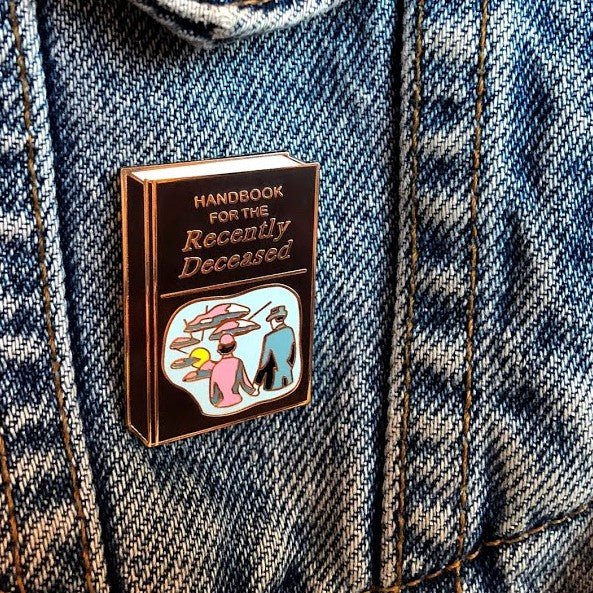 HANDBOOK
FOR THE
Recently
Deceased